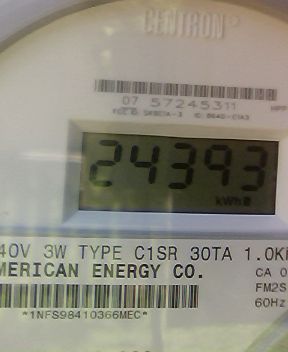 CENTRON®
07 57245311
24393
kWh
40V 3W TYPE C1SR 30TA 1.0K
MERICAN ENERGY CO.
CA 0
FM2S
60Hz
*1NFS98410366MEC*